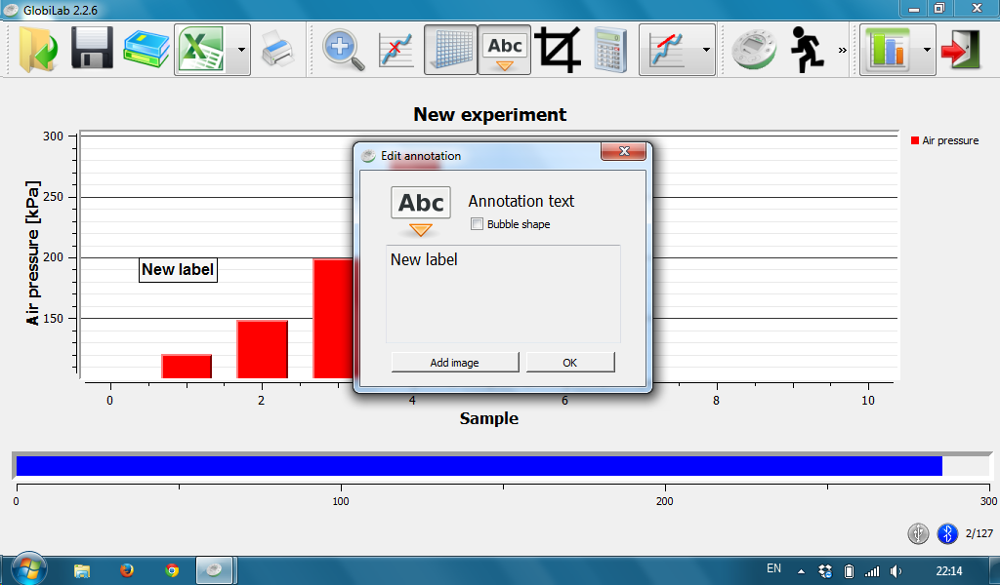 GlobiLab 2.2.6
Abc
»
New experiment
Air pressure [kPa]
300
250
200
150
New label
Air pressure
Edit annotation
Abc
Annotation text
Bubble shape
New label
Add image
OK
0
2
4
6
8
10
Sample
0
100
200
300
2/127
EN
22:14